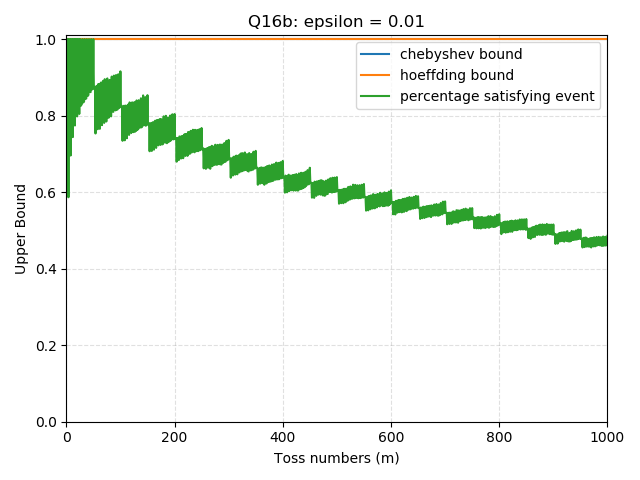 Q16b: epsilon = 0.01
chebyshev bound
hoeffding bound
percentage satisfying event
Upper Bound
1.0
0.8
0.6
0.4
0.2
0.0
0 200 400 600 800 1000
Toss numbers (m)